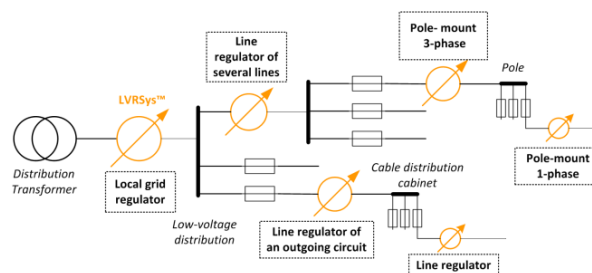 Line
regulator of
several lines
Pole- mount
3-phase
Pole
LVRSys™
Distribution
Transformer
Local grid
regulator
Cable distribution
cabinet
Pole-mount
1-phase
Low-voltage
distribution
Line regulator of
an outgoing circuit
Line regulator